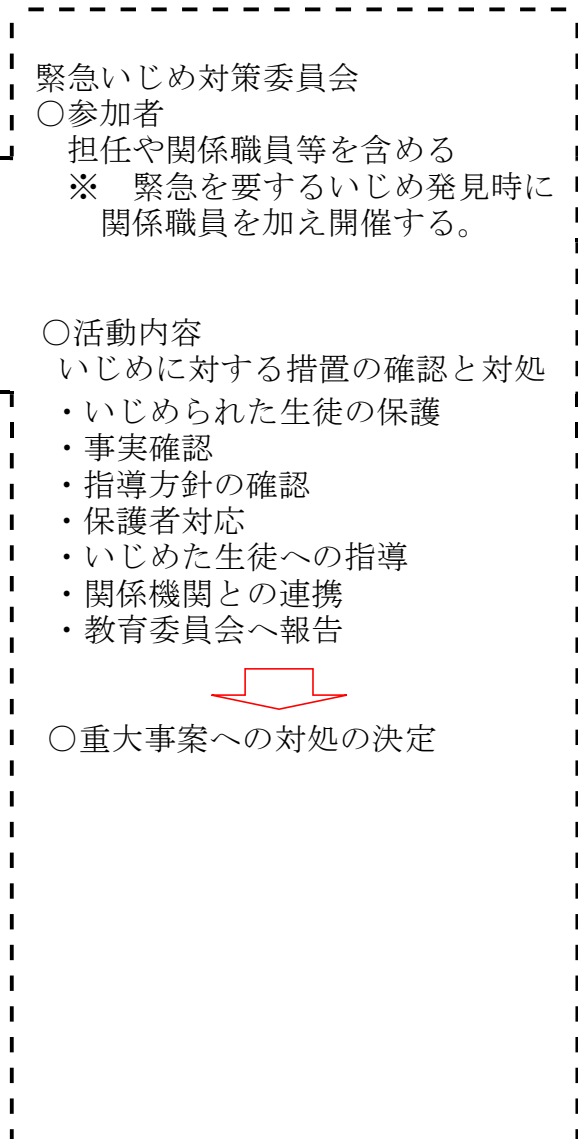 緊急いじめ対策委員会
○参加者
担任や関係職員等を含める
※　緊急を要するいじめ発見時に
関係職員を加え開催する。
○活動内容
いじめに対する措置の確認と対処
・いじめられた生徒の保護
・事実確認
・指導方針の確認
・保護者対応
・いじめた生徒への指導
・関係機関との連携
・教育委員会へ報告
○重大事案への対処の決定